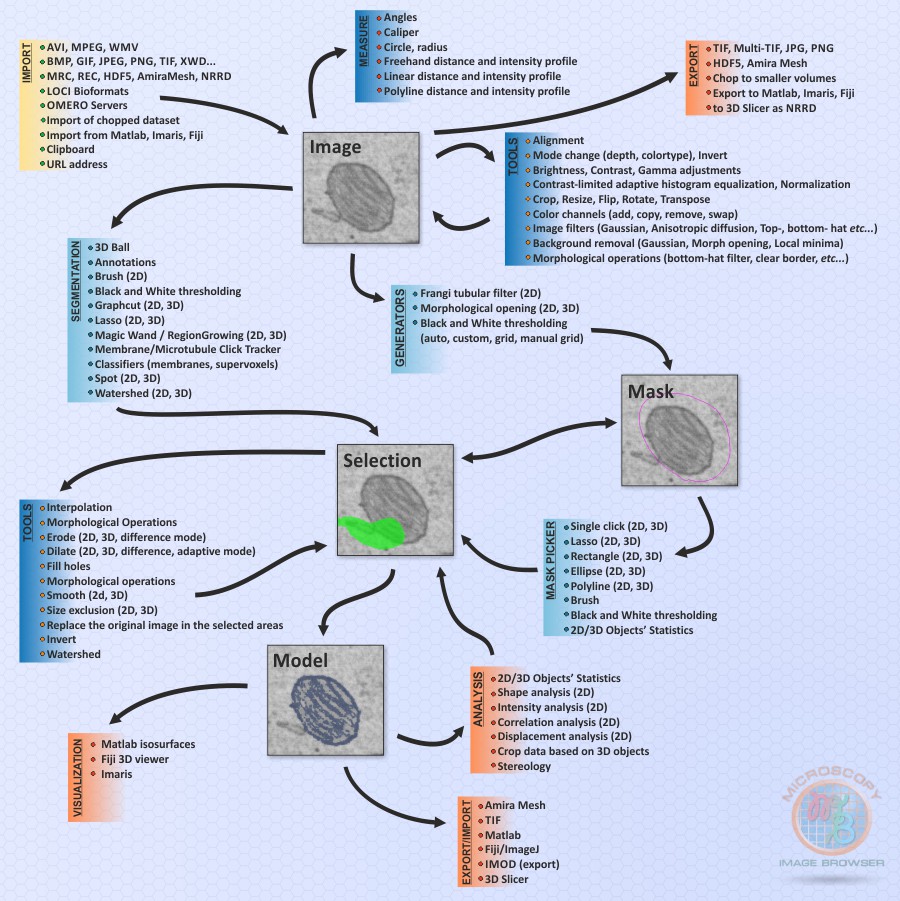 IMPORT
AVI, MPEG, WMV
BMP, GIF, JPEG, PNG, TIF, XWD...
MRC, REC, HDF5, AmiraMesh, NRRD
LOCI Bioformats
OMERO Servers
Import of chopped dataset
Import from Matlab, Imaris, Fiji
Clipboard
URL address
MEASURE
Angles
Caliper
Circle, radius
Freehand distance and intensity profile
Linear distance and intensity profile
Polyline distance and intensity profile
EXPORT
TIF, Multi-TIF, JPG, PNG
HDF5, Amira Mesh
Chop to smaller volumes
Export to Matlab, Imaris, Fiji
to 3D Slicer as NRRD
Image
TOOLS
Alignment
Mode change (depth, colortype), Invert
Brightness, Contrast, Gamma adjustments
Contrast-limited adaptive histogram equalization, Normalization
Crop, Resize, Flip, Rotate, Transpose
Color channels (add, copy, remove, swap)
Image filters (Gaussian, Anisotropic diffusion, Top-, bottom- hat etc...)
Background removal (Gaussian, Morph opening, Local minima)
Morphological operations (bottom-hat filter, clear border, etc...)
SEGMENTATION
3D Ball
Annotations
Brush (2D)
Black and White thresholding
Graphcut (2D, 3D)
Lasso (2D, 3D)
Magic Wand / RegionGrowing (2D, 3D)
Membrane/Microtubule Click Tracker
Classifiers (membranes, supervoxels)
Spot (2D, 3D)
Watershed (2D, 3D)
GENERATORS
Frangi tubular filter (2D)
Morphological opening (2D, 3D)
Black and White thresholding
(auto, custom, grid, manual grid)
Mask
Selection
TOOLS
Interpolation
Morphological Operations
Erode (2D, 3D, difference mode)
Dilate (2D, 3D, difference, adaptive mode)
Fill holes
Morphological operations
Smooth (2d, 3D)
Size exclusion (2D, 3D)
Replace the original image in the selected areas
Invert
Watershed
MASK PICKER
Single click (2D, 3D)
Lasso (2D, 3D)
Rectangle (2D, 3D)
Ellipse (2D, 3D)
Polyline (2D, 3D)
Brush
Black and White thresholding
2D/3D Objects' Statistics
Model
ANALYSIS
2D/3D Objects' Statistics
Shape analysis (2D)
Intensity analysis (2D)
Correlation analysis (2D)
Displacement analysis (2D)
Crop data based on 3D objects
Stereology
VISUALIZATION
Matlab isosurfaces
Fiji 3D viewer
Imaris
EXPORT/IMPORT
Amira Mesh
TIF
Matlab
Fiji/ImageJ
IMOD (export)
3D Slicer
MICROSCOPY
IMAGE BROWSER